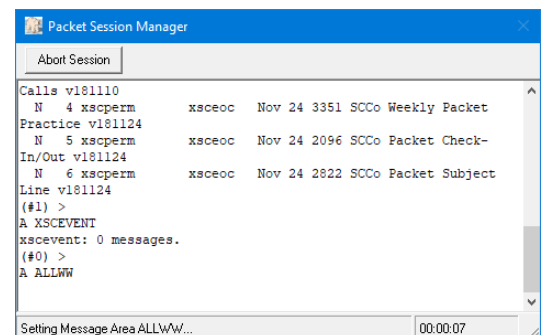 Packet Session Manager
Abort Session
Calls v181110
N 4 xscperm xsceoc Nov 24 3351 SCCo Weekly Packet
Practice v181124
N 5 xscperm xsceoc Nov 24 2096 SCCo Packet Check-
In/Out v181124
N 6 xscperm xsceoc Nov 24 2822 SCCo Packet Subject
Line v181124
(#1) >
A XSCEVENT
xscevent: 0 messages.
(#0) >
A ALLWW
Setting Message Area ALLWW... 00:00:07